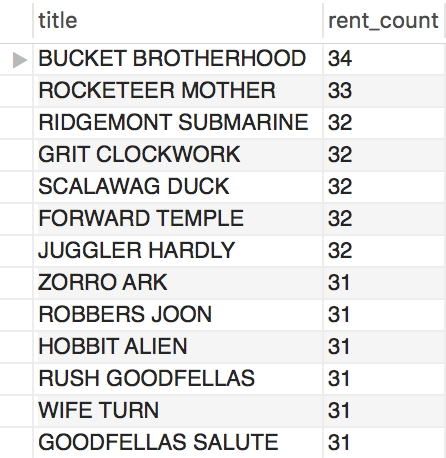 title rent_count
BUCKET BROTHERHOOD 34
ROCKETEER MOTHER 33
RIDGEMONT SUBMARINE 32
GRIT CLOCKWORK 32
SCALAWAG DUCK 32
FORWARD TEMPLE 32
JUGGLER HARDLY 32
ZORRO ARK 31
ROBBERS JOON 31
HOBBIT ALIEN 31
RUSH GOODFELLAS 31
WIFE TURN 31
GOODFELLAS SALUTE 31